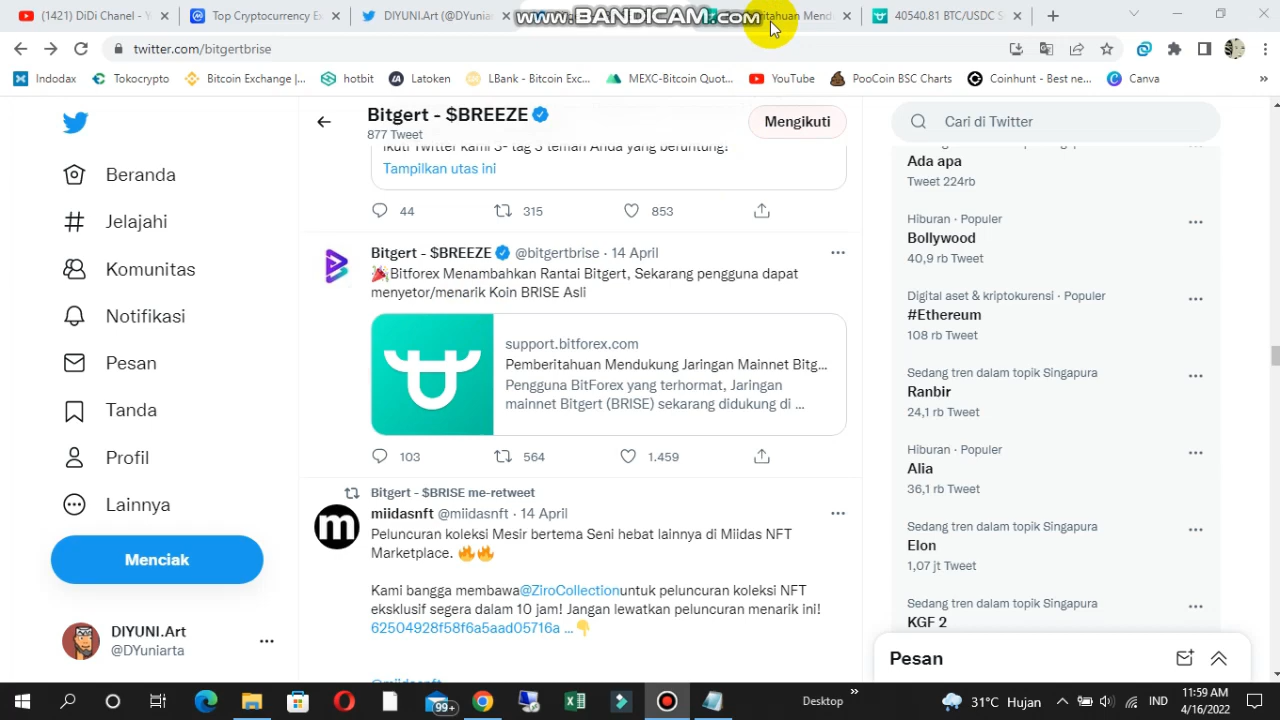 (1421) DiDi Chanel - Y
Top Cryptocurrency Ex
DIYUNI.Art (@DYuniar
www.BANDICAM.com
itahuan Mend
40540.81 BTC/USDC S
twitter.com/bitgertbrise
Indodax
Tokocrypto
Bitcoin Exchange |...
hotbit
Latoken
LBank - Bitcoin Exc...
MEXC-Bitcoin Quot...
YouTube
PooCoin BSC Charts
Coinhunt - Best ne...
Canva
»
Beranda
Jelajahi
Komunitas
Notifikasi
Pesan
Tanda
Profil
Lainnya
Menciak
DIYUNI.Art
@DYuniarta
Bitgert - $BREEZE
877 Tweet
Mengikuti
Ikuti Twitter kami 3- tag 3 teman Anda yang beruntung!
Tampilkan utas ini
44 315 853
Bitgert - $BREEZE @bitgertbrise · 14 April
🎉Bitforex Menambahkan Rantai Bitgert, Sekarang pengguna dapat
menyetor/menarik Koin BRISE Asli
support.bitforex.com
Pemberitahuan Mendukung Jaringan Mainnet Bitg...
Pengguna BitForex yang terhormat, Jaringan
mainnet Bitgert (BRISE) sekarang didukung di ...
103 564 1.459
Bitgert - $BRISE me-retweet
miidasnft @miidasnft · 14 April
Peluncuran koleksi Mesir bertema Seni hebat lainnya di Miidas NFT
Marketplace. 🔥🔥
Kami bangga membawa@ZiroCollectionuntuk peluncuran koleksi NFT
eksklusif segera dalam 10 jam! Jangan lewatkan peluncuran menarik ini!
62504928f58f6a5aad05716a ...👇
@miidasnft
Cari di Twitter
Ada apa
Tweet 224rb
Hiburan · Populer
Bollywood
40,9 rb Tweet
Digital aset & kriptokurensi · Populer
#Ethereum
108 rb Tweet
Sedang tren dalam topik Singapura
Ranbir
24,1 rb Tweet
Hiburan · Populer
Alia
36,1 rb Tweet
Sedang tren dalam topik Singapura
Elon
1,07 jt Tweet
Sedang tren dalam topik Singapura
KGF 2
Pesan
99+
Desktop
»
31°C Hujan
IND
11:59 AM
4/16/2022